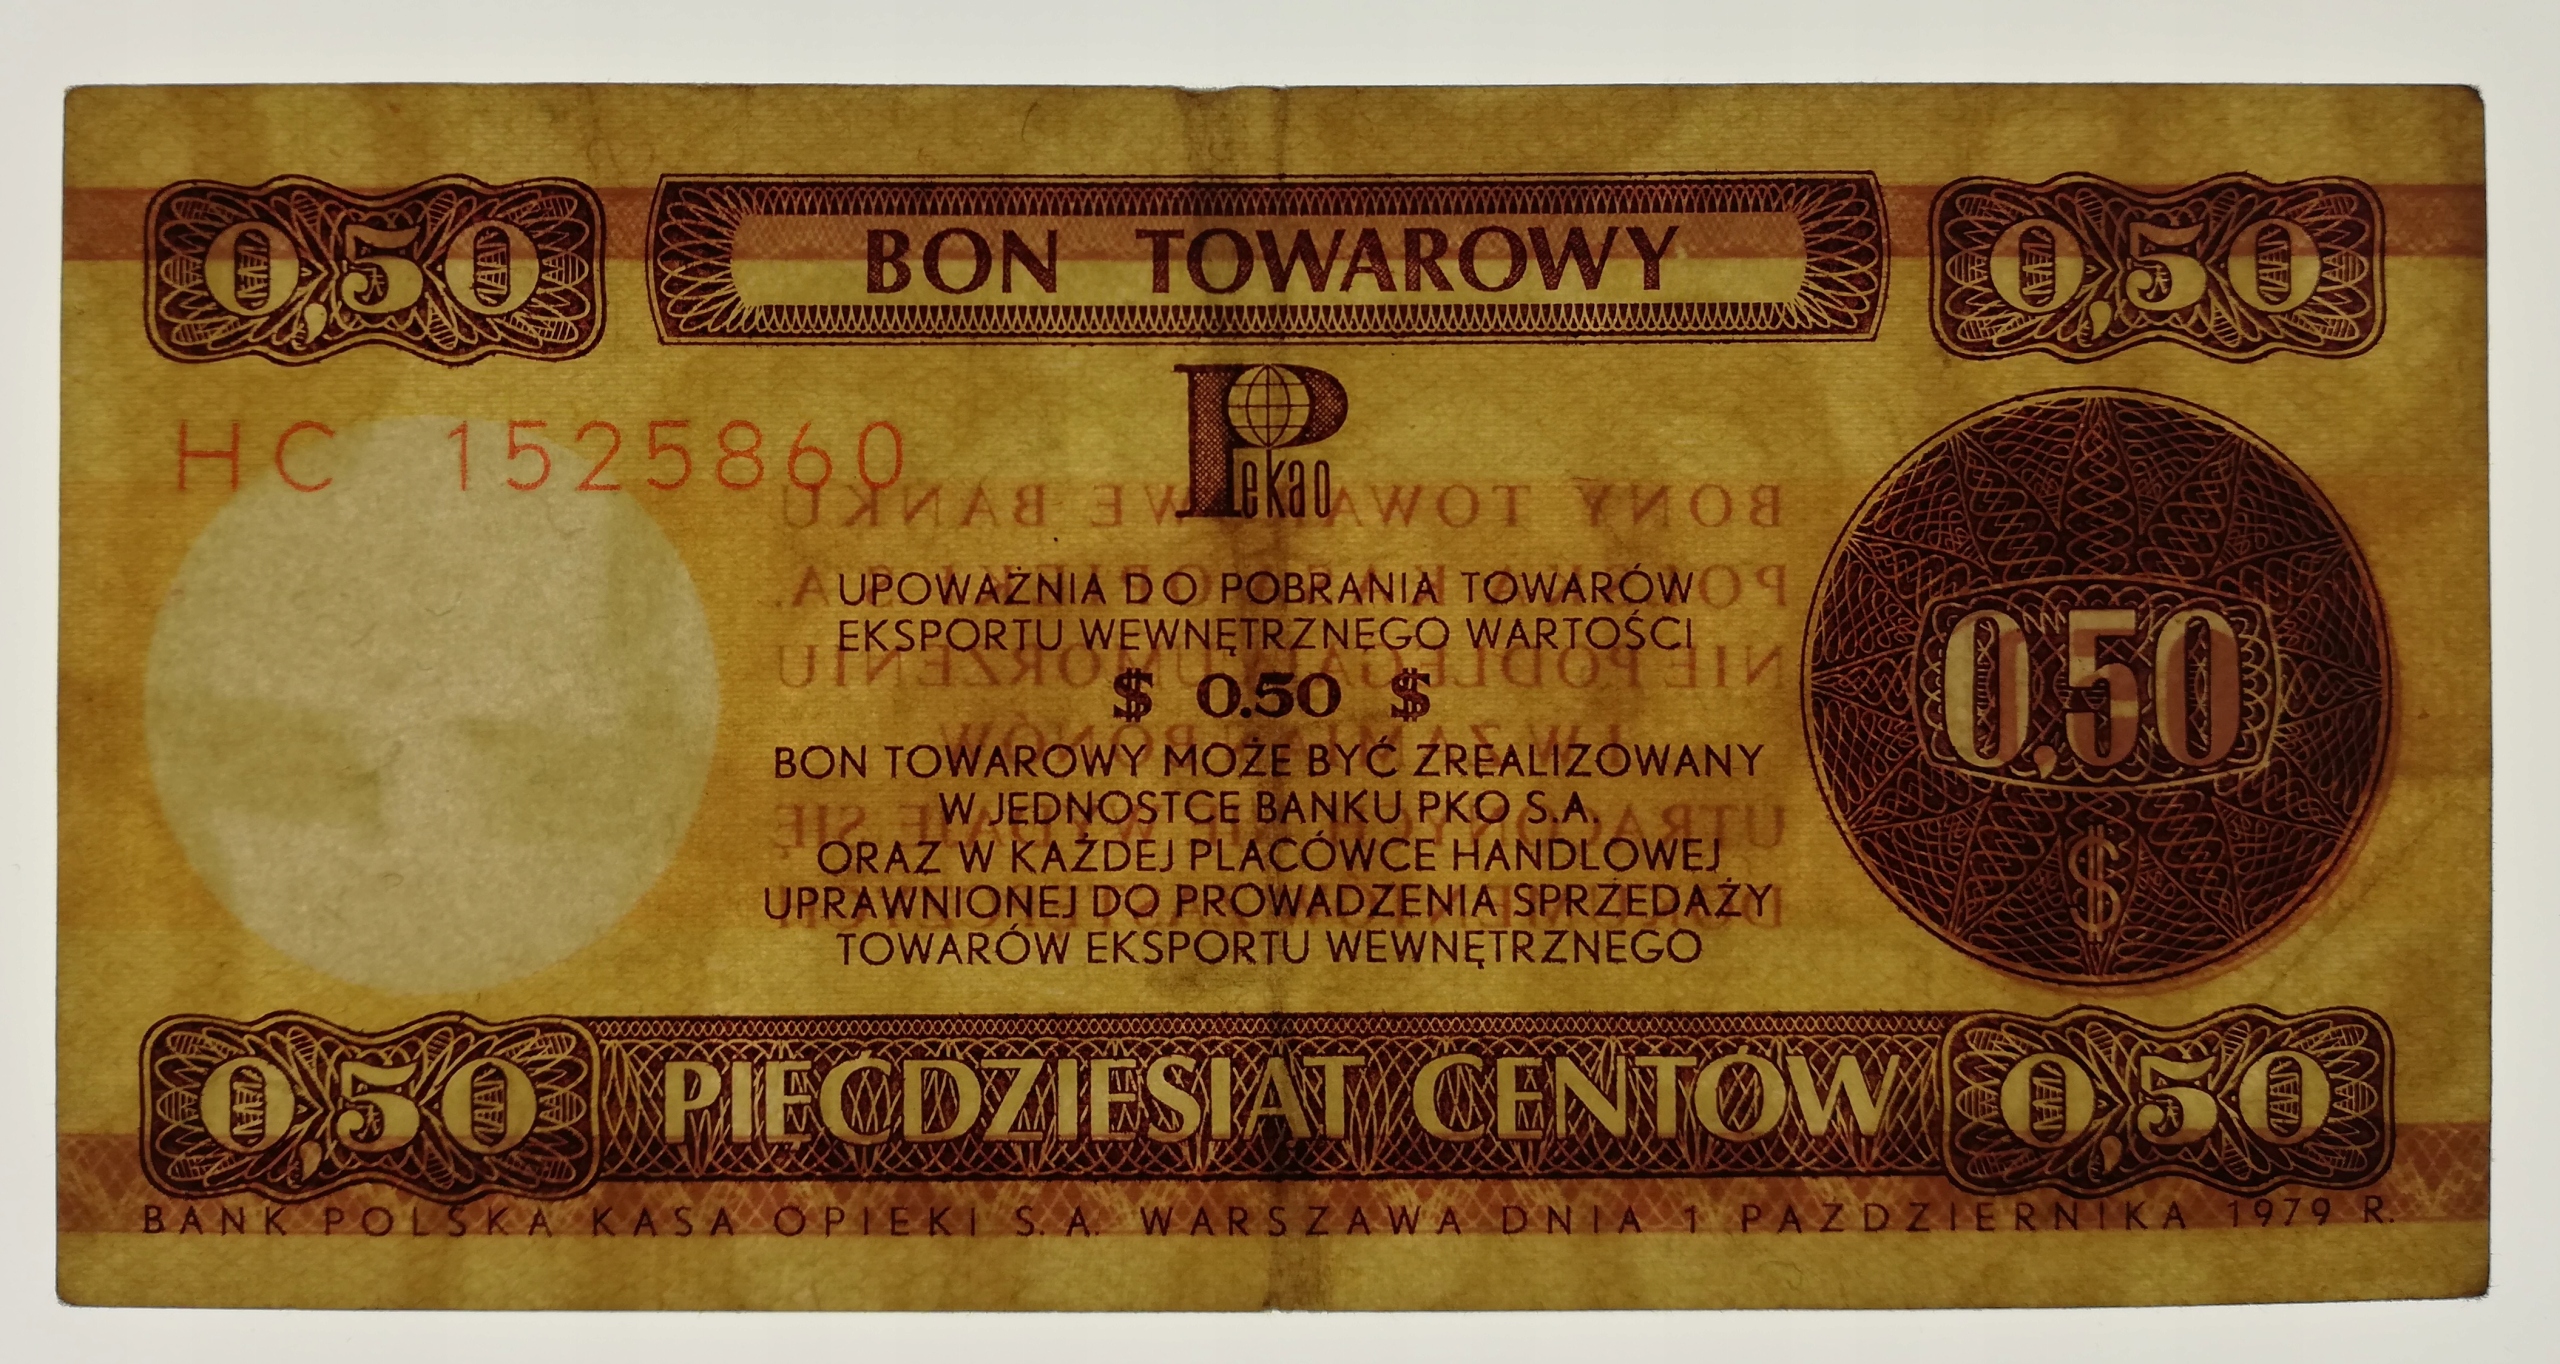 0,50 BON TOWAROWY 0,50
HC 1525860
Pekao
UPOWAŻNIA DO POBRANIA TOWARÓW
EKSPORTU WEWNĘTRZNEGO WARTOŚCI
$ 0.50 $
0,50
BON TOWAROWY MOŻE BYĆ ZREALIZOWANY
W JEDNOSTCE BANKU PKO S.A.
$
ORAZ W KAŻDEJ PLACÓWCE HANDLOWEJ
UPRAWNIONEJ DO PROWADZENIA SPRZEDAŻY
TOWARÓW EKSPORTU WEWNĘTRZNEGO
0,50 PIĘĆDZIESIĄT CENTÓW 0,50
BANK POLSKA KASA OPIEKI S.A. WARSZAWA DNIA 1 PAŹDZIERNIKA 1979 R.